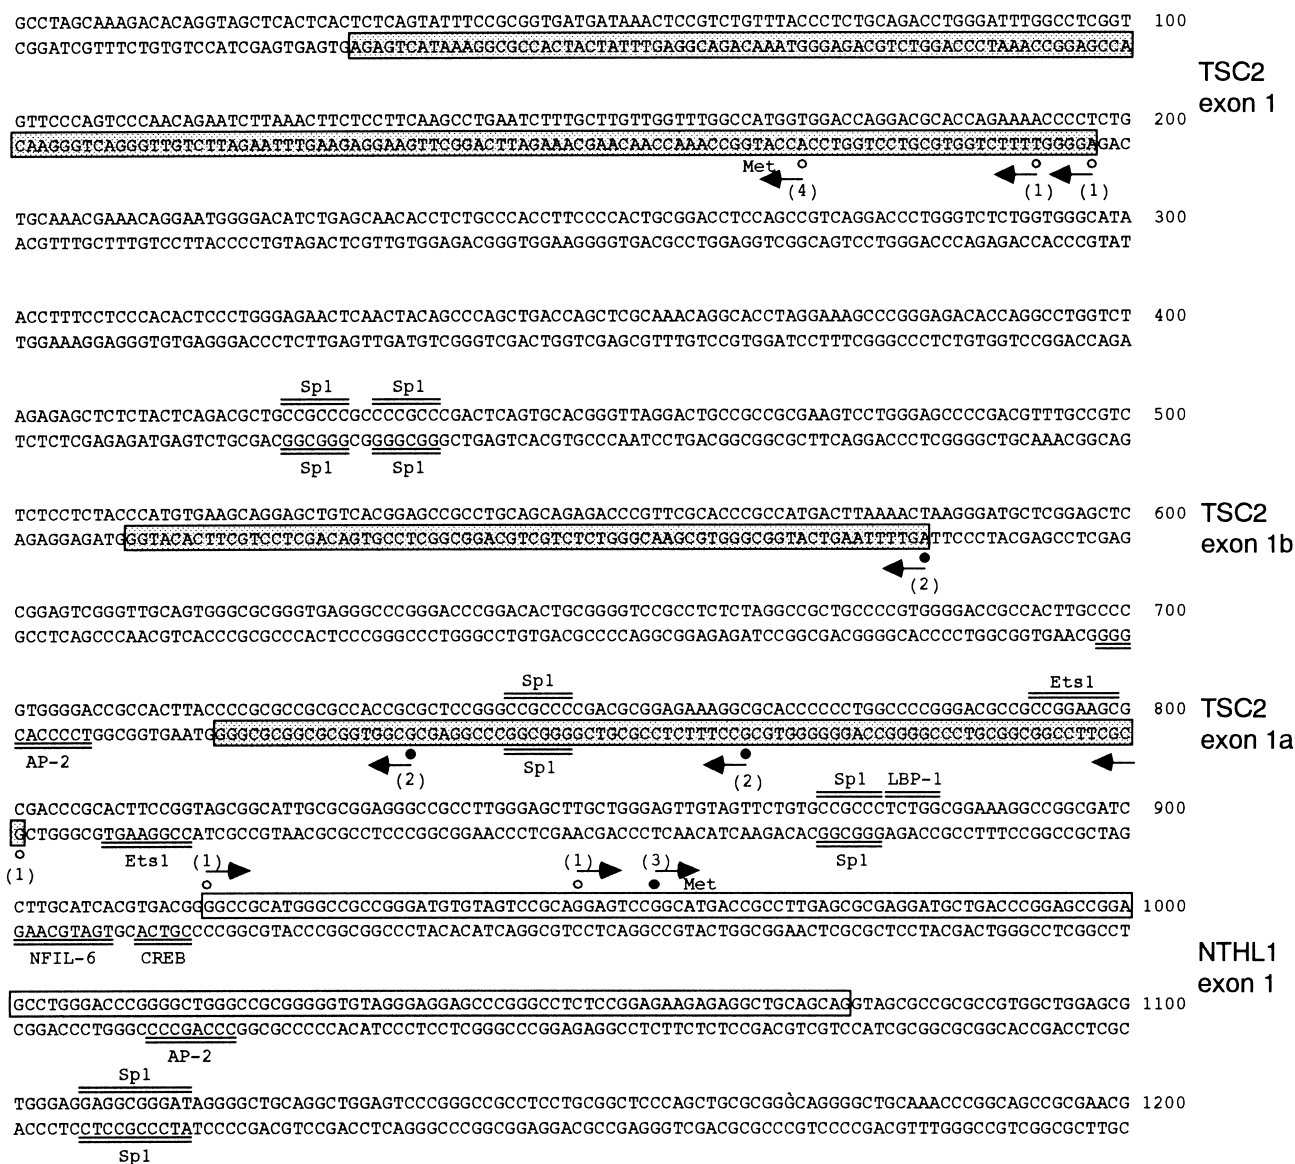 GCCTAGCAAAGACACAGGTAGCTCACTCACTCTCAGTATTTCCGCGGTGATGATAAACTCCGTCTGTTTACCCTCTGCAGACCTGGGATTTGGCCTCGGT 100
CGGATCGTTTCTGTGTCCATCGAGTGAGTGAGAGTCATAAAGGCGCCACTACTATTTGAGGCAGACAAATGGGAGACGTCTGGACCCTAAACCGGAGCCA
TSC2
exon 1
GTTCCCAGTCCCAACAGAATCTTAAACTTCTCCTTCAAGCCTGAATCTTTGCTTGTTGGTTTGGCCATGGTGGACCAGGACGCACCAGAAAACCCCTCTG 200
CAAGGGTCAGGGTTGTCTTAGAATTTGAAGAGGAAGTTCGGACTTAGAAACGAACAACCAAACCGGTACCACCTGGTCCTGCGTGGTCTTTTGGGGAGAC
Met
(4) (1) (1)
TGCAAACGAAACAGGAATGGGGACATCTGAGCAACACCTCTGCCCACCTTCCCCACTGCGGACCTCCAGCCGTCAGGACCCTGGGTCTCTGGTGGGCATA 300
ACGTTTGCTTTGTCCTTACCCCTGTAGACTCGTTGTGGAGACGGGTGGAAGGGGTGACGCCTGGAGGTCGGCAGTCCTGGGACCCAGAGACCACCCGTAT
ACCTTTCCTCCCACACTCCCTGGGAGAACTCAACTACAGCCCAGCTGACCAGCTCGCAAACAGGCACCTAGGAAAGCCCGGGAGACACCAGGCCTGGTCT 400
TGGAAAGGAGGGTGTGAGGGACCCTCTTGAGTTGATGTCGGGTCGACTGGTCGAGCGTTTGTCCGTGGATCCTTTCGGGCCCTCTGTGGTCCGGACCAGA
Sp1 Sp1
AGAGAGCTCTCTACTCAGACGCTGCCGCCCGCCCCGCCCGACTCAGTGCACGGGTTAGGACTGCCGCCGCGAAGTCCTGGGAGCCCCGACGTTTGCCGTC 500
TCTCTCGAGAGATGAGTCTGCGACGGCGGGCGGGGCGGGCTGAGTCACGTGCCCAATCCTGACGGCGGCGCTTCAGGACCCTCGGGGCTGCAAACGGCAG
Sp1 Sp1
TCTCCTCTACCCATGTGAAGCAGGAGCTGTCACGGAGCCGCCTGCAGCAGAGACCCGTTCGCACCCGCCATGACTTAAAACTAAGGGATGCTCGGAGCTC 600
AGAGGAGATGGGTACACTTCGTCCTCGACAGTGCCTCGGCGGACGTCGTCTCTGGGCAAGCGTGGGCGGTACTGAATTTTGATTCCCTACGAGCCTCGAG
TSC2
exon 1b
(2)
CGGAGTCGGGTTGCAGTGGGCGCGGGTGAGGGCCCGGGACCCGGACACTGCGGGGTCCGCCTCTCTAGGCCGCTGCCCCGTGGGGACCGCCACTTGCCCC 700
GCCTCAGCCCAACGTCACCCGCGCCCACTCCCGGGCCCTGGGCCTGTGACGCCCCAGGCGGAGAGATCCGGCGACGGGGCACCCCTGGCGGTGAACGGGG
Sp1 Ets1
GTGGGGACCGCCACTTACCCCGCGCCGCGCCACCGCGCTCCGGGCCGCCCCGACGCGGAGAAAGGCGCACCCCCCTGGCCCCGGGACGCCGCCGGAAGCG 800
CACCCCTGGCGGTGAATGGGGCGCGGCGCGGTGGCGCGAGGCCCGGCGGGGCTGCGCCTCTTTCCGCGTGGGGGGACCGGGGCCCTGCGGCGGCCTTCGC
TSC2
exon 1a
AP-2 (2) Sp1 (2)
Sp1 LBP-1
CGACCCGCACTTCCGGTAGCGGCATTGCGCGGAGGGCCGCCTTGGGAGCTTGCTGGGAGTTGTAGTTCTGTGCCGCCCTCTGGCGGAAAGGCCGGCGATC 900
GCTGGGCGTGAAGGCCATCGCCGTAACGCGCCTCCCGGCGGAACCCTCGAACGACCCTCAACATCAAGACACGGCGGGAGACCGCCTTTCCGGCCGCTAG
(1) Ets1 (1) (1) (3) Sp1
Met
CTTGCATCACGTGACGGGGCCGCATGGGCCGCCGGGATGTGTAGTCCGCAGGAGTCCGGCATGACCGCCTTGAGCGCGAGGATGCTGACCCGGAGCCGGA 1000
GAACGTAGTGCACTGCCCCGGCGTACCCGGCGGCCCTACACATCAGGCGTCCTCAGGCCGTACTGGCGGAACTCGCGCTCCTACGACTGGGCCTCGGCCT
NFIL-6 CREB
NTHL1
exon 1
GCCTGGGACCCGGGGCTGGGCCGCGGGGGTGTAGGGAGGAGCCCGGGCCTCTCCGGAGAAGAGAGGCTGCAGCAGGTAGCGCCGCGCCGTGGCTGGAGCG 1100
CGGACCCTGGGCCCCGACCCGGCGCCCCCACATCCCTCCTCGGGCCCGGAGAGGCCTCTTCTCTCCGACGTCGTCCATCGCGGCGCGGCACCGACCTCGC
AP-2
Sp1
TGGGAGGAGGCGGGATAGGGGCTGCAGGCTGGAGTCCCGGGCCGCCTCCTGCGGCTCCCAGCTGCGCGGGCAGGGGCTGCAAACCCGGCAGCCGCGAACG 1200
ACCCTCCTCCGCCCTATCCCCGACGTCCGACCTCAGGGCCCGGCGGAGGACGCCGAGGGTCGACGCGCCCGTCCCCGACGTTTGGGCCGTCGGCGCTTGC
Sp1